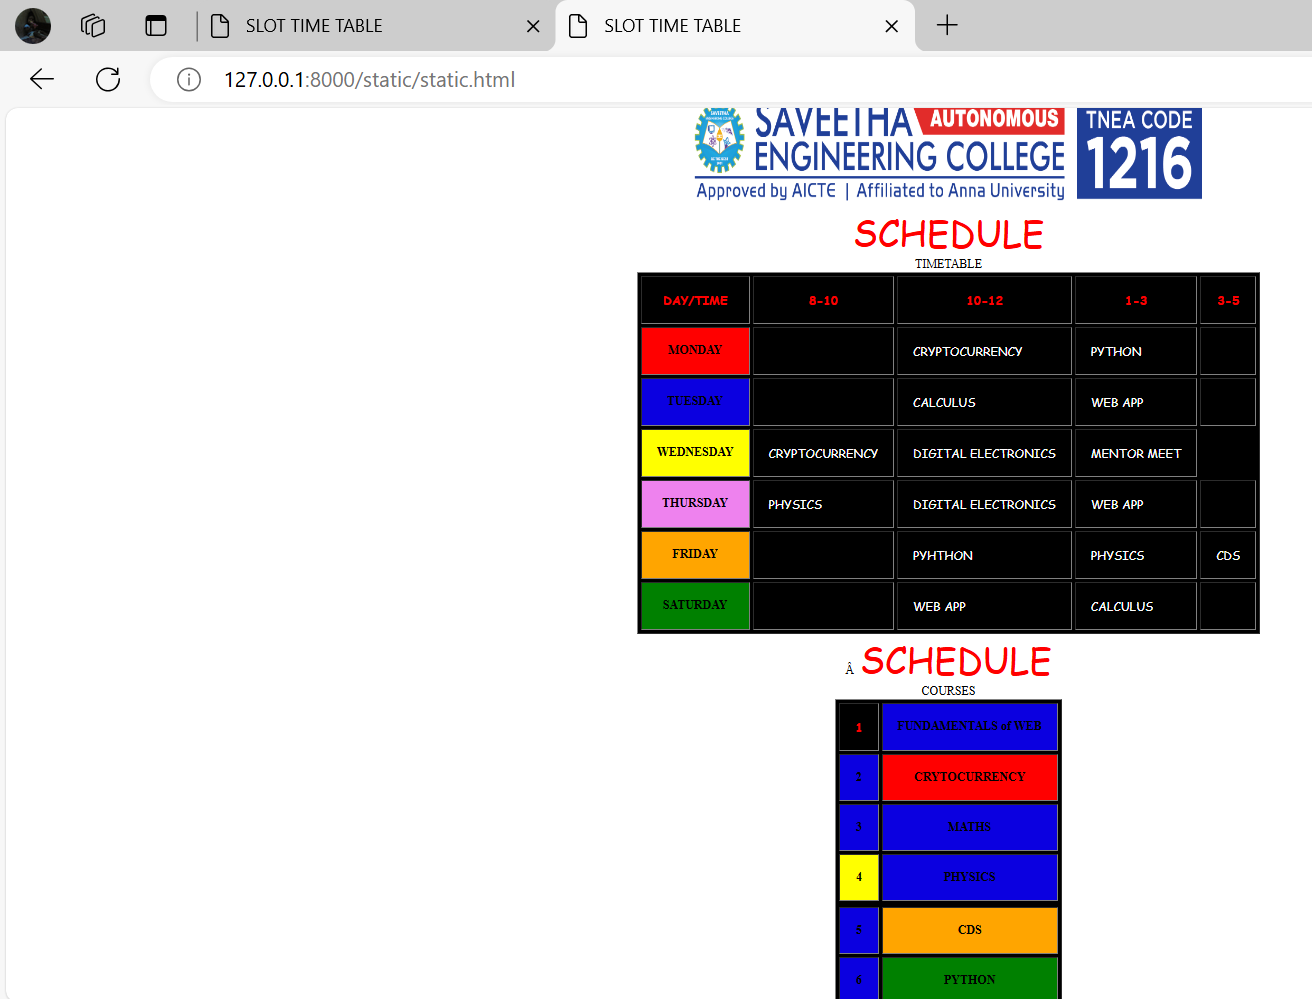 SLOT TIME TABLE
SLOT TIME TABLE
127.0.0.1:8000/static/static.html
SAVEETHA AUTONOMOUS
ENGINEERING COLLEGE
Approved by AICTE | Affiliated to Anna University
TNEA CODE
1216
SCHEDULE
TIMETABLE
DAY/TIME 8-10 10-12 1-3 3-5
MONDAY CRYPTOCURRENCY PYTHON
TUESDAY CALCULUS WEB APP
WEDNESDAY CRYPTOCURRENCY DIGITAL ELECTRONICS MENTOR MEET
THURSDAY PHYSICS DIGITAL ELECTRONICS WEB APP
FRIDAY PYHTHON PHYSICS CDS
SATURDAY WEB APP CALCULUS
Â SCHEDULE
COURSES
1 FUNDAMENTALS of WEB
2 CRYTOCURRENCY
3 MATHS
4 PHYSICS
5 CDS
6 PYTHON